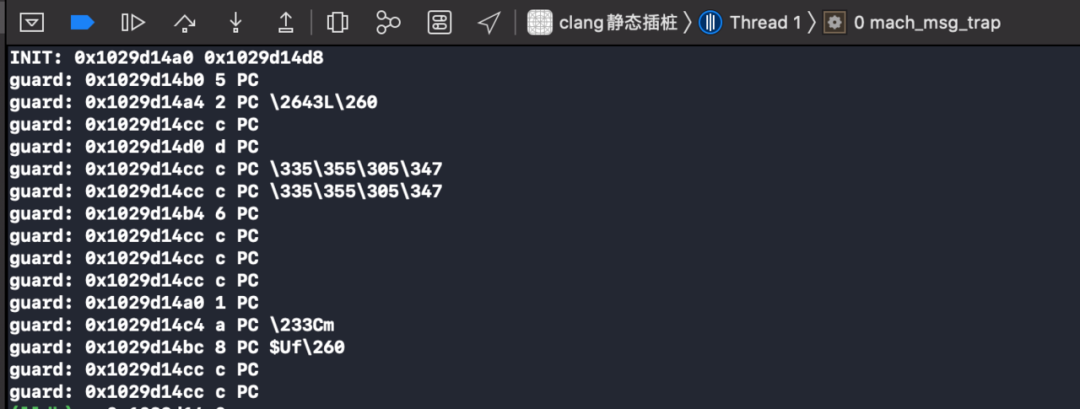 clang静态插桩 〉 Thread 1 〉 0 mach_msg_trap
INIT: 0x1029d14a0 0x1029d14d8
guard: 0x1029d14b0 5 PC
guard: 0x1029d14a4 2 PC \2643L\260
guard: 0x1029d14cc c PC
guard: 0x1029d14d0 d PC
guard: 0x1029d14cc c PC \335\355\305\347
guard: 0x1029d14cc c PC \335\355\305\347
guard: 0x1029d14b4 6 PC
guard: 0x1029d14cc c PC
guard: 0x1029d14cc c PC
guard: 0x1029d14cc c PC
guard: 0x1029d14a0 1 PC
guard: 0x1029d14c4 a PC \233Cm
guard: 0x1029d14bc 8 PC $Uf\260
guard: 0x1029d14cc c PC
guard: 0x1029d14cc c PC